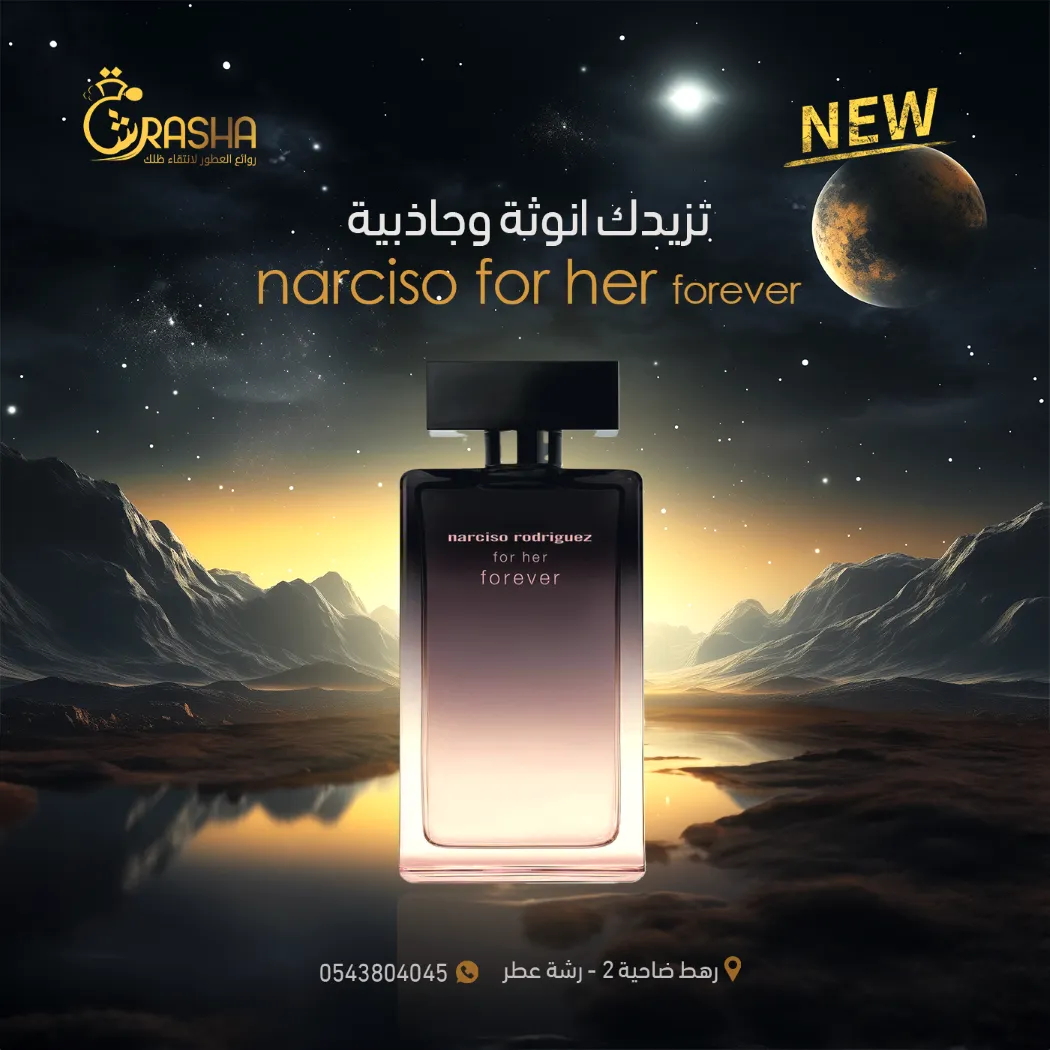 RASHA
روائع العطور لانتقاء ظلك
NEW
تزيدك انوثة وجاذبية
narciso for her forever
narciso rodriguez
for her
forever
رهط ضاحية 2 - رشة عطر
0543804045